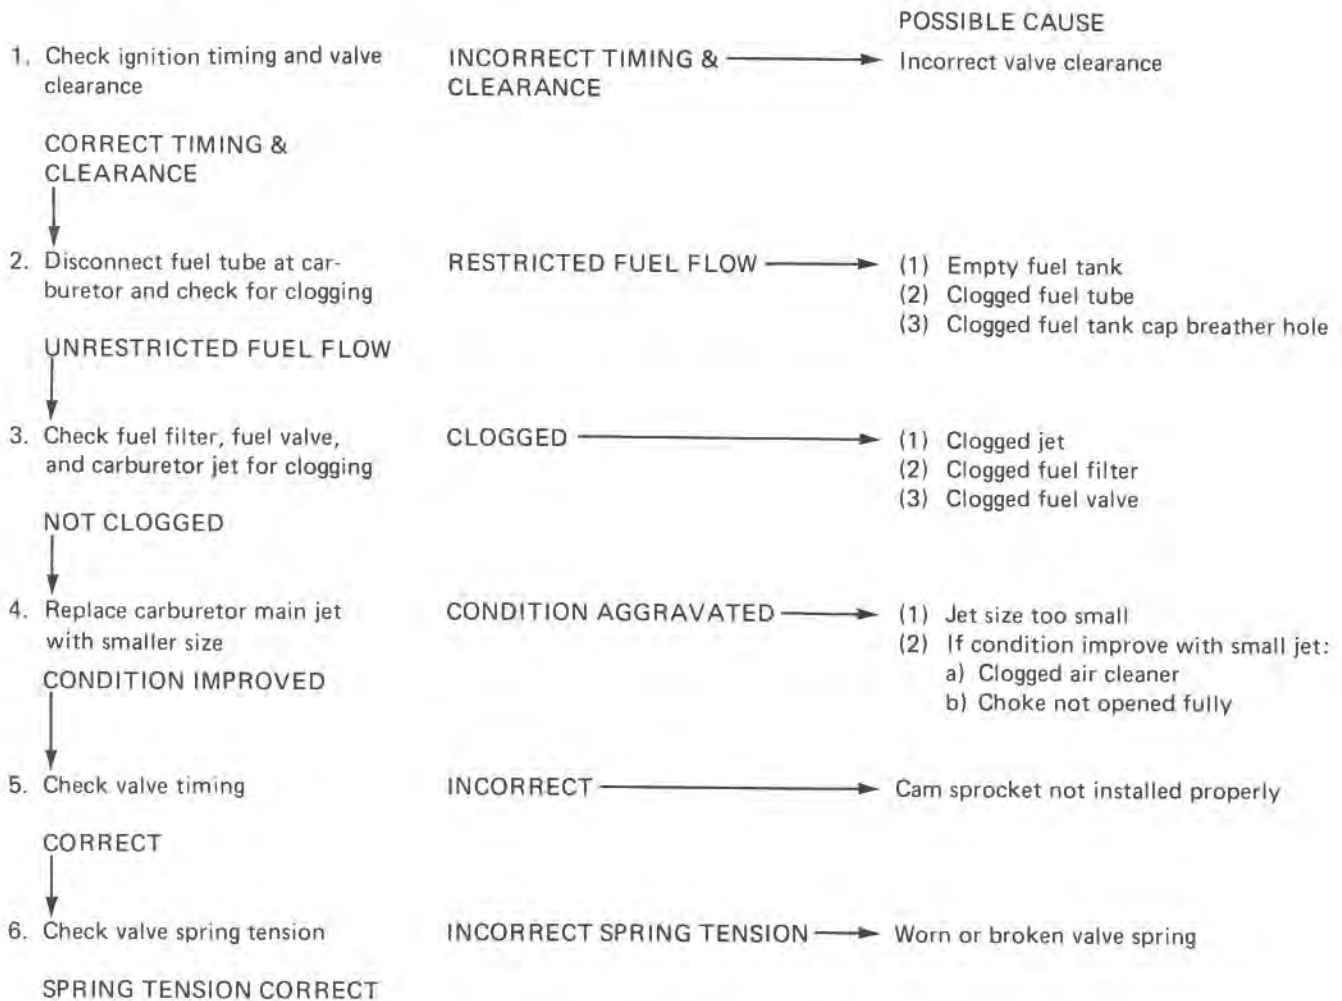 POSSIBLE CAUSE
1. Check ignition timing and valve
clearance
INCORRECT TIMING &
CLEARANCE
Incorrect valve clearance
CORRECT TIMING &
CLEARANCE
2. Disconnect fuel tube at car-
buretor and check for clogging
RESTRICTED FUEL FLOW
(1) Empty fuel tank
(2) Clogged fuel tube
(3) Clogged fuel tank cap breather hole
UNRESTRICTED FUEL FLOW
3. Check fuel filter, fuel valve,
and carburetor jet for clogging
CLOGGED
(1) Clogged jet
(2) Clogged fuel filter
(3) Clogged fuel valve
NOT CLOGGED
4. Replace carburetor main jet
with smaller size
CONDITION AGGRAVATED
(1) Jet size too small
(2) If condition improve with small jet:
a) Clogged air cleaner
b) Choke not opened fully
CONDITION IMPROVED
5. Check valve timing
INCORRECT
Cam sprocket not installed properly
CORRECT
6. Check valve spring tension
INCORRECT SPRING TENSION
Worn or broken valve spring
SPRING TENSION CORRECT